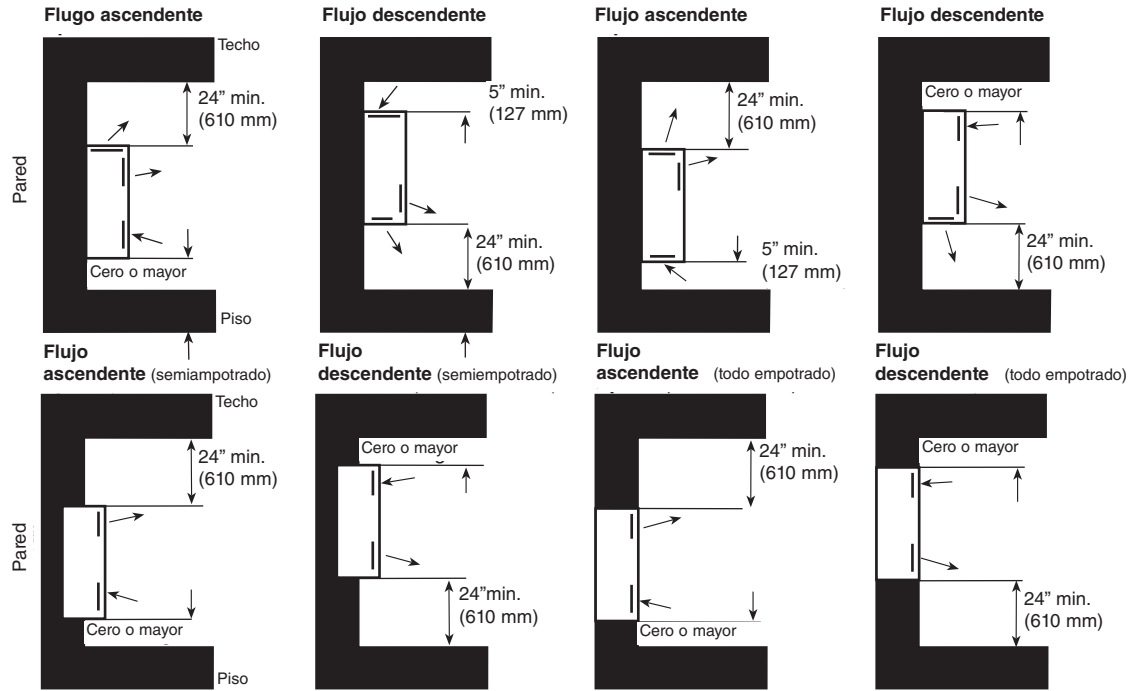 Flugo ascendente
Techo
24” min.
(610 mm)
Pared
Cero o mayor
Piso
Flujo descendente
5” min.
(127 mm)
24” min.
(610 mm)
Flujo ascendente
24” min.
(610 mm)
5” min.
(127 mm)
Flujo descendente
Cero o mayor
24” min.
(610 mm)
Flujo
ascendente (semiampotrado)
Techo
24” min.
(610 mm)
Pared
Cero o mayor
Piso
Flujo
descendente (semiempotrado)
Cero o mayor
24”min.
(610 mm)
Flujo
ascendente (todo empotrado)
24” min.
(610 mm)
Cero o mayor
Flujo
descendente (todo empotrado)
Cero o mayor
24” min.
(610 mm)